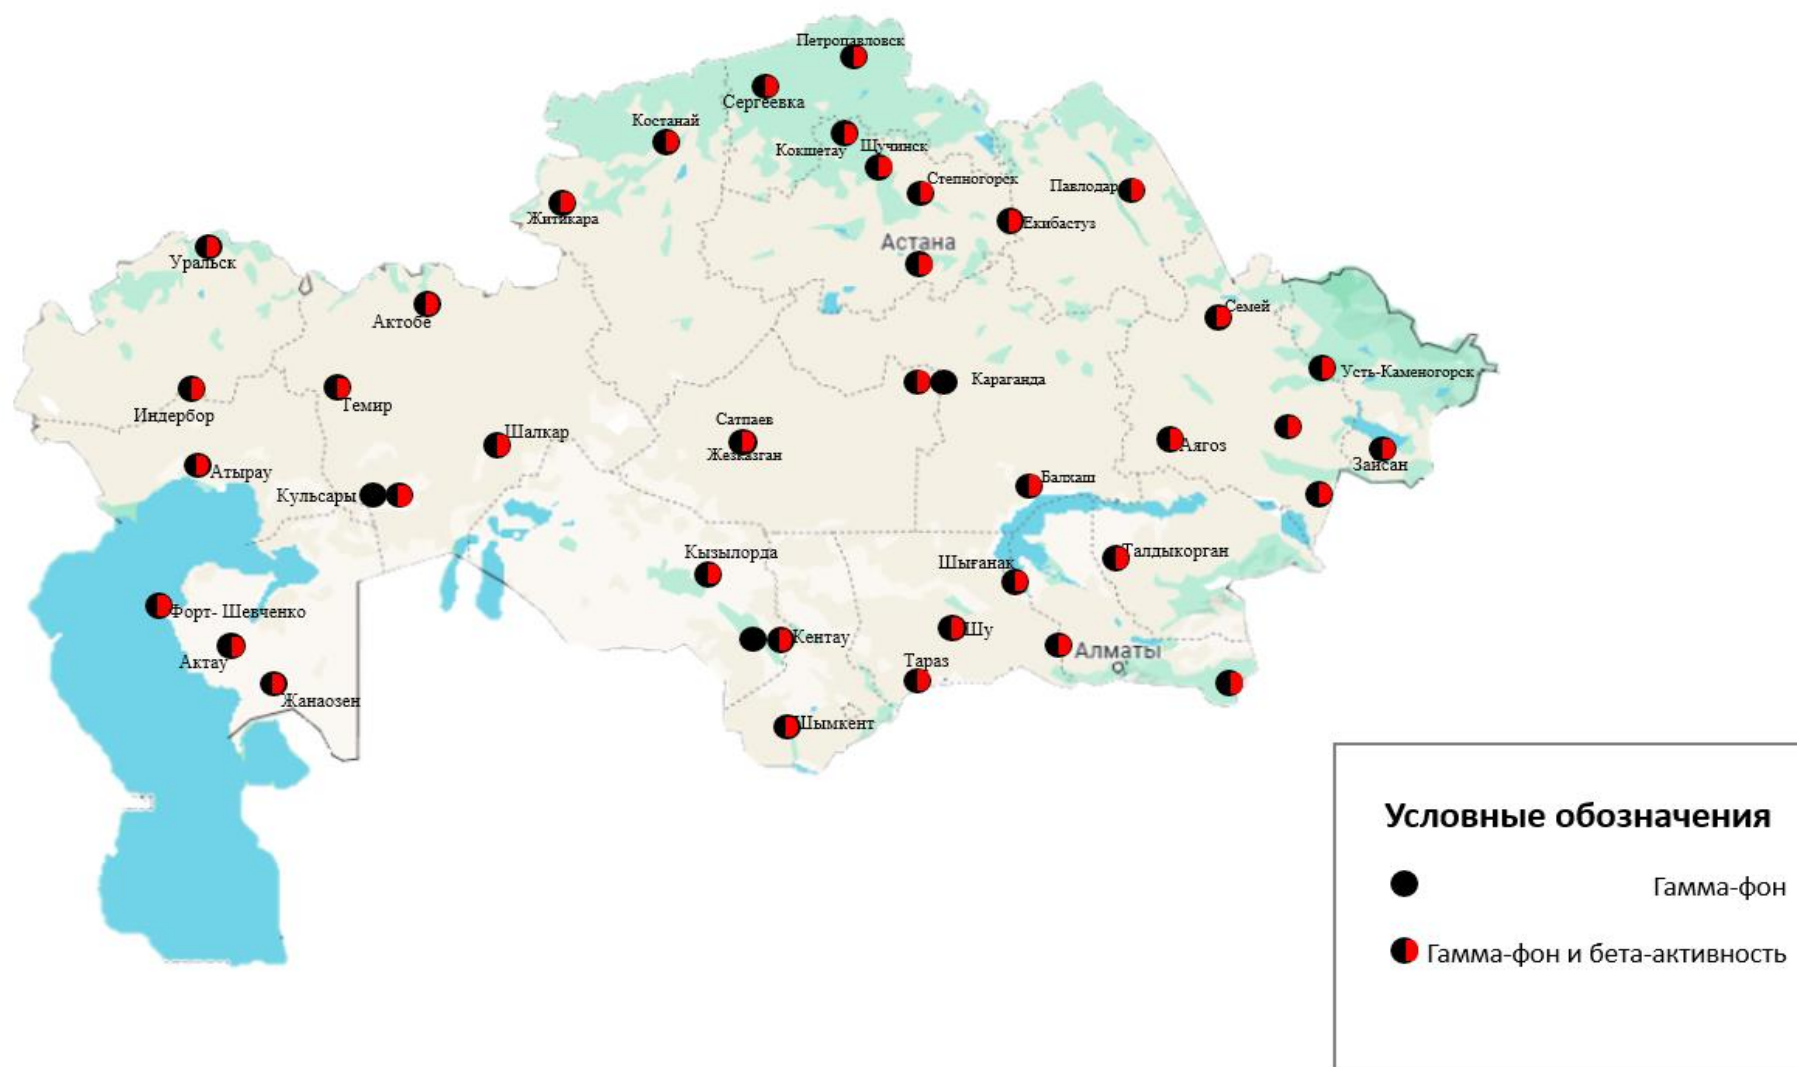 Петропавловск
Сергеевка
Костанай
Кокшетау
Щучинск
Степногорск
Павлодар
Житикара
Екибастуз
Астана
Уральск
Семей
Актобе
Усть-Каменогорск
Караганда
Темир
Индербор
Сатпаев
Шалкар
Аягоз
Жезказган
Зайсан
Атырау
Балхаш
Кульсары
Кызылорда
Талдыкорган
Шығанак
Форт- Шевченко
Шу
Кентау
Алматы
Актау
Тараз
Жанаозен
Шымкент
Условные обозначения
Гамма-фон
Гамма-фон и бета-активность